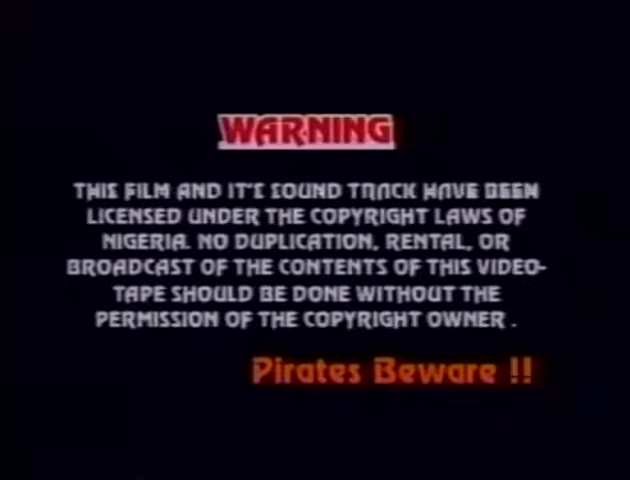 WARNING
THIS FILM AND IT'S SOUND TRACK HAVE BEEN
LICENSED UNDER THE COPYRIGHT LAWS OF
NIGERIA. NO DUPLICATION, RENTAL, OR
BROADCAST OF THE CONTENTS OF THIS VIDEO-
TAPE SHOULD BE DONE WITHOUT THE
PERMISSION OF THE COPYRIGHT OWNER .
Pirates Beware !!